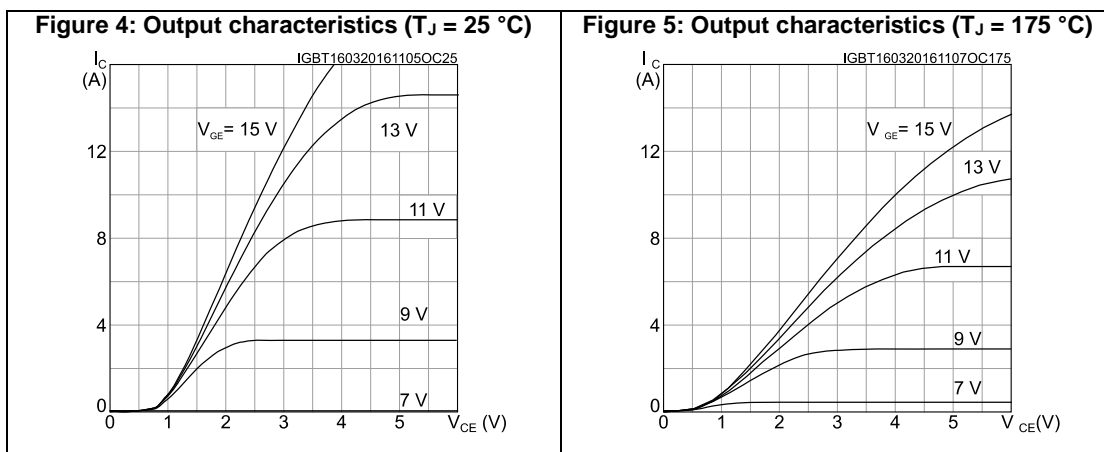 Figure 4: Output characteristics (TJ = 25 °C)
IC
(A)
IGBT160320161105OC25
VGE= 15 V
13 V
12
11 V
8
9 V
4
7 V
0
0 1 2 3 4 5 VCE (V)
Figure 5: Output characteristics (TJ = 175 °C)
IC
(A)
IGBT160320161107OC175
VGE= 15 V
13 V
12
11 V
8
9 V
4
7 V
0
0 1 2 3 4 5 VCE(V)